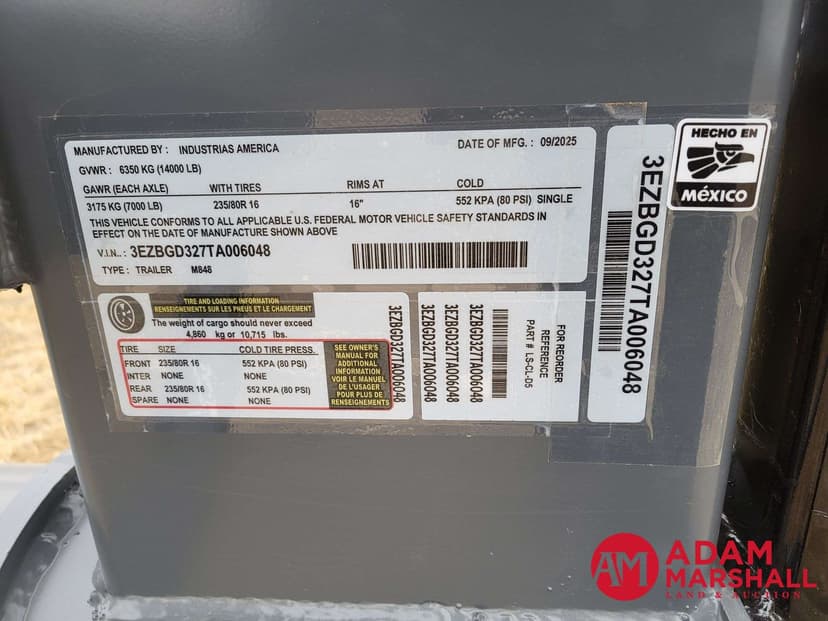 MANUFACTURED BY: INDUSTRIAS AMERICA
DATE OF MFG.: 09/2025
GVWR: 6350 KG (14000 LB)
GAWR (EACH AXLE) WITH TIRES RIMS AT COLD
3175 KG (7000 LB) 235/80R 16 16" 552 KPA (80 PSI) SINGLE
THIS VEHICLE CONFORMS TO ALL APPLICABLE U.S. FEDERAL MOTOR VEHICLE SAFETY STANDARDS IN
EFFECT ON THE DATE OF MANUFACTURE SHOWN ABOVE
V.I.N..: 3EZBGD327TA006048
TYPE: TRAILER M848
TIRE AND LOADING INFORMATION
RENSEIGNEMENTS SUR LES PNEUS ET LE CHARGEMENT
The weight of cargo should never exceed
4,860 kg or 10,715 lbs.
TIRE SIZE COLD TIRE PRESS.
FRONT 235/80R 16 552 KPA (80 PSI)
INTER NONE NONE
REAR 235/80R 16 552 KPA (80 PSI)
SPARE NONE NONE
SEE OWNER'S
MANUAL FOR
ADDITIONAL
INFORMATION
VOIR LE MANUEL
DE L'USAGER
POUR PLUS DE
RENSEIGNEMENTS
3EZBGD327TA006048
3EZBGD327TA006048
3EZBGD327TA006048
3EZBGD327TA006048
FOR REORDER
REFERENCE
PART # LS-CL-D5
3EZBGD327TA006048
HECHO EN
MÉXICO
AM
ADAM
MARSHALL
LAND & AUCTION